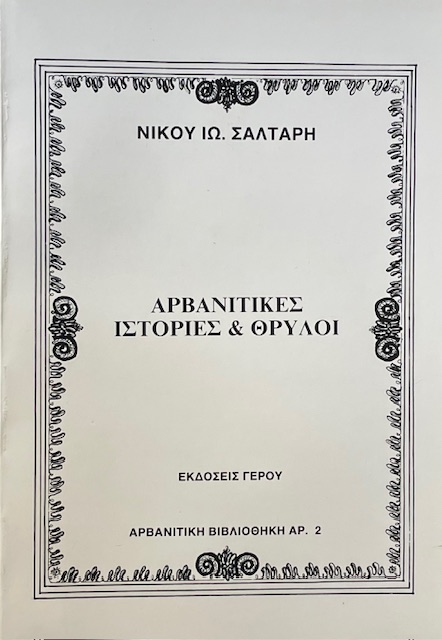 ΝΙΚΟΥ ΙΩ. ΣΑΛΤΑΡΗ
ΑΡΒΑΝΙΤΙΚΕΣ
ΙΣΤΟΡΙΕΣ & ΘΡΥΛΟΙ
ΕΚΔΟΣΕΙΣ ΓΕΡΟΥ
ΑΡΒΑΝΙΤΙΚΗ ΒΙΒΛΙΟΘΗΚΗ ΑΡ. 2